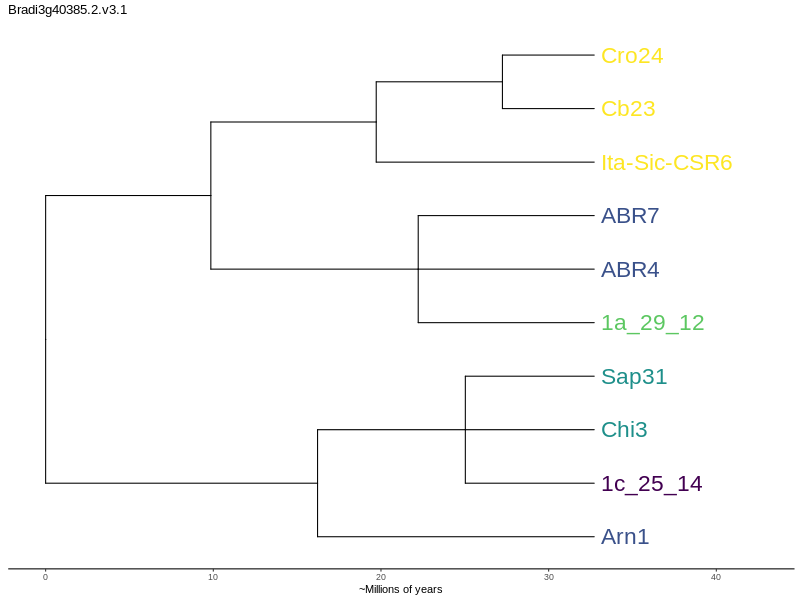 Bradi3g40385.2.v3.1
Cro24
Cb23
Ita-Sic-CSR6
ABR7
ABR4
1a_29_12
Sap31
Chi3
1c_25_14
Arn1
0 10 20 30 40
~Millions of years